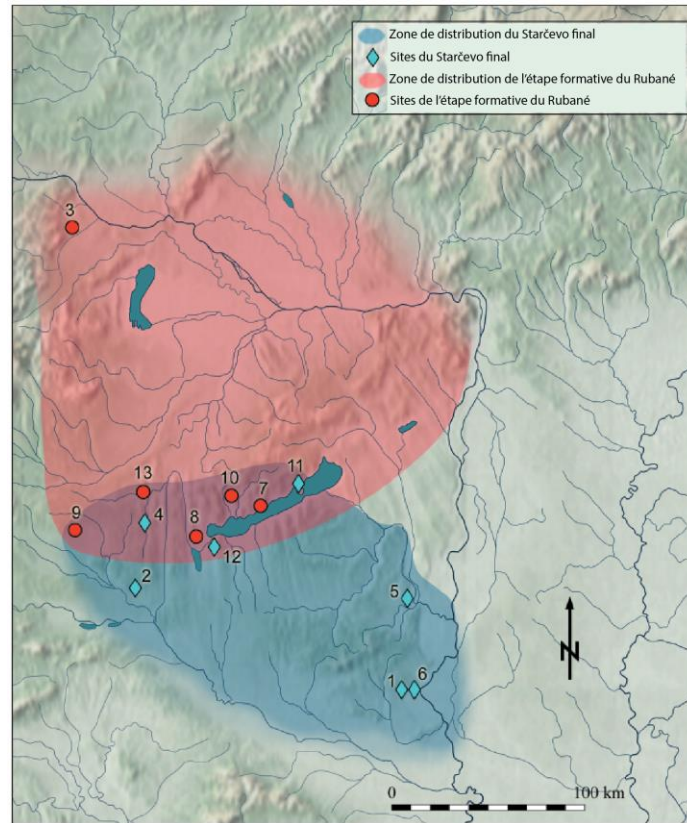 Zone de distribution du Starčevo final
Sites du Starčevo final
Zone de distribution de l'étape formative du Rubané
Sites de l'étape formative du Rubané
3
13
10
11
7
9
4
8
12
2
5
1
6
N
0
100 km